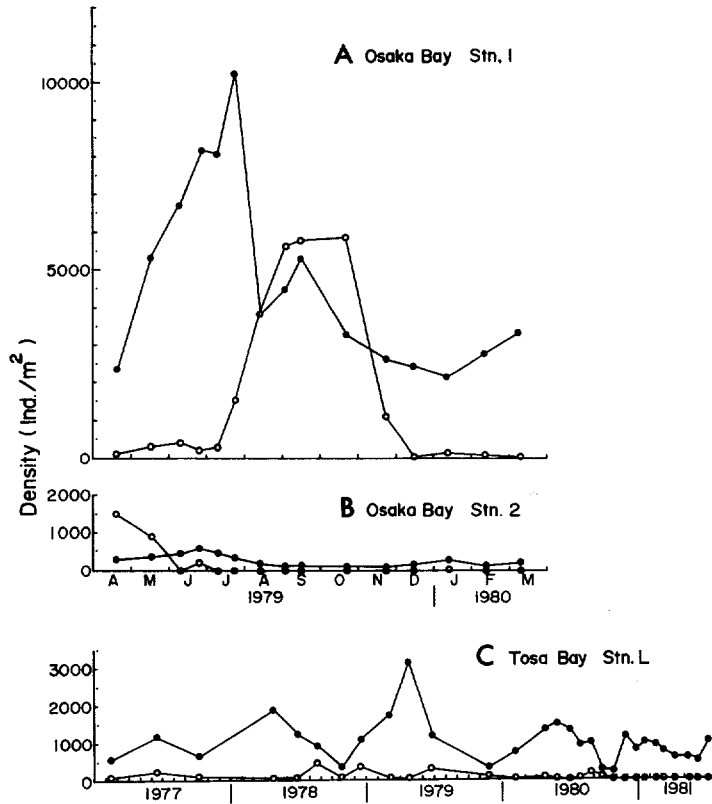 A Osaka Bay Stn. 1
10000
5000
0
Density (Ind./m²)
B Osaka Bay Stn. 2
2000
1000
0
A M J J A S O N D J F M
1979 1980
C Tosa Bay Stn. L
3000
2000
1000
0
1977 1978 1979 1980 1981